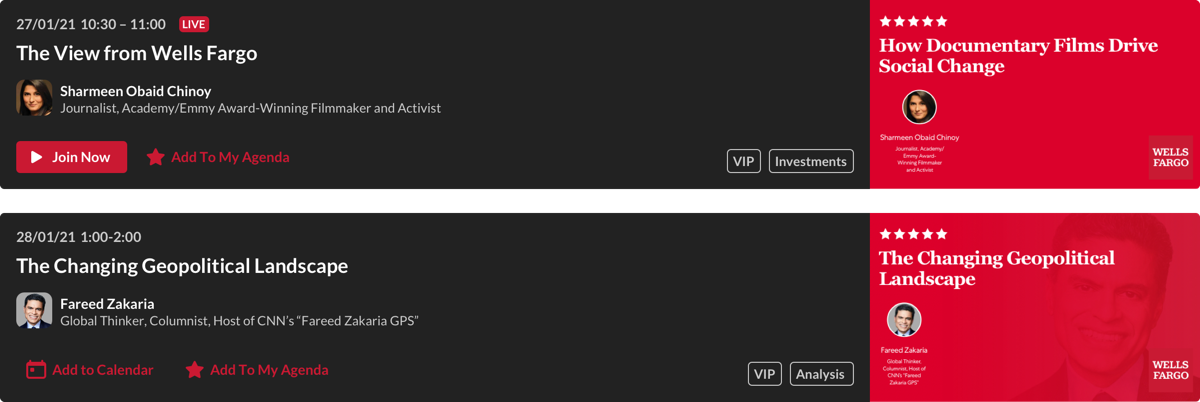 27/01/21 10:30 – 11:00 LIVE
The View from Wells Fargo
Sharmeen Obaid Chinoy
Journalist, Academy/Emmy Award-Winning Filmmaker and Activist
Join Now
Add To My Agenda
VIP
Investments
How Documentary Films Drive
Social Change
Sharmeen Obaid Chinoy
Journalist, Academy/
Emmy Award-
Winning Filmmaker
and Activist
WELLS
FARGO
28/01/21 1:00-2:00
The Changing Geopolitical Landscape
Fareed Zakaria
Global Thinker, Columnist, Host of CNN’s “Fareed Zakaria GPS”
Add to Calendar
Add To My Agenda
VIP
Analysis
The Changing Geopolitical
Landscape
Fareed Zakaria
Global Thinker,
Columnist, Host of
CNN’s “Fareed
Zakaria GPS”
WELLS
FARGO